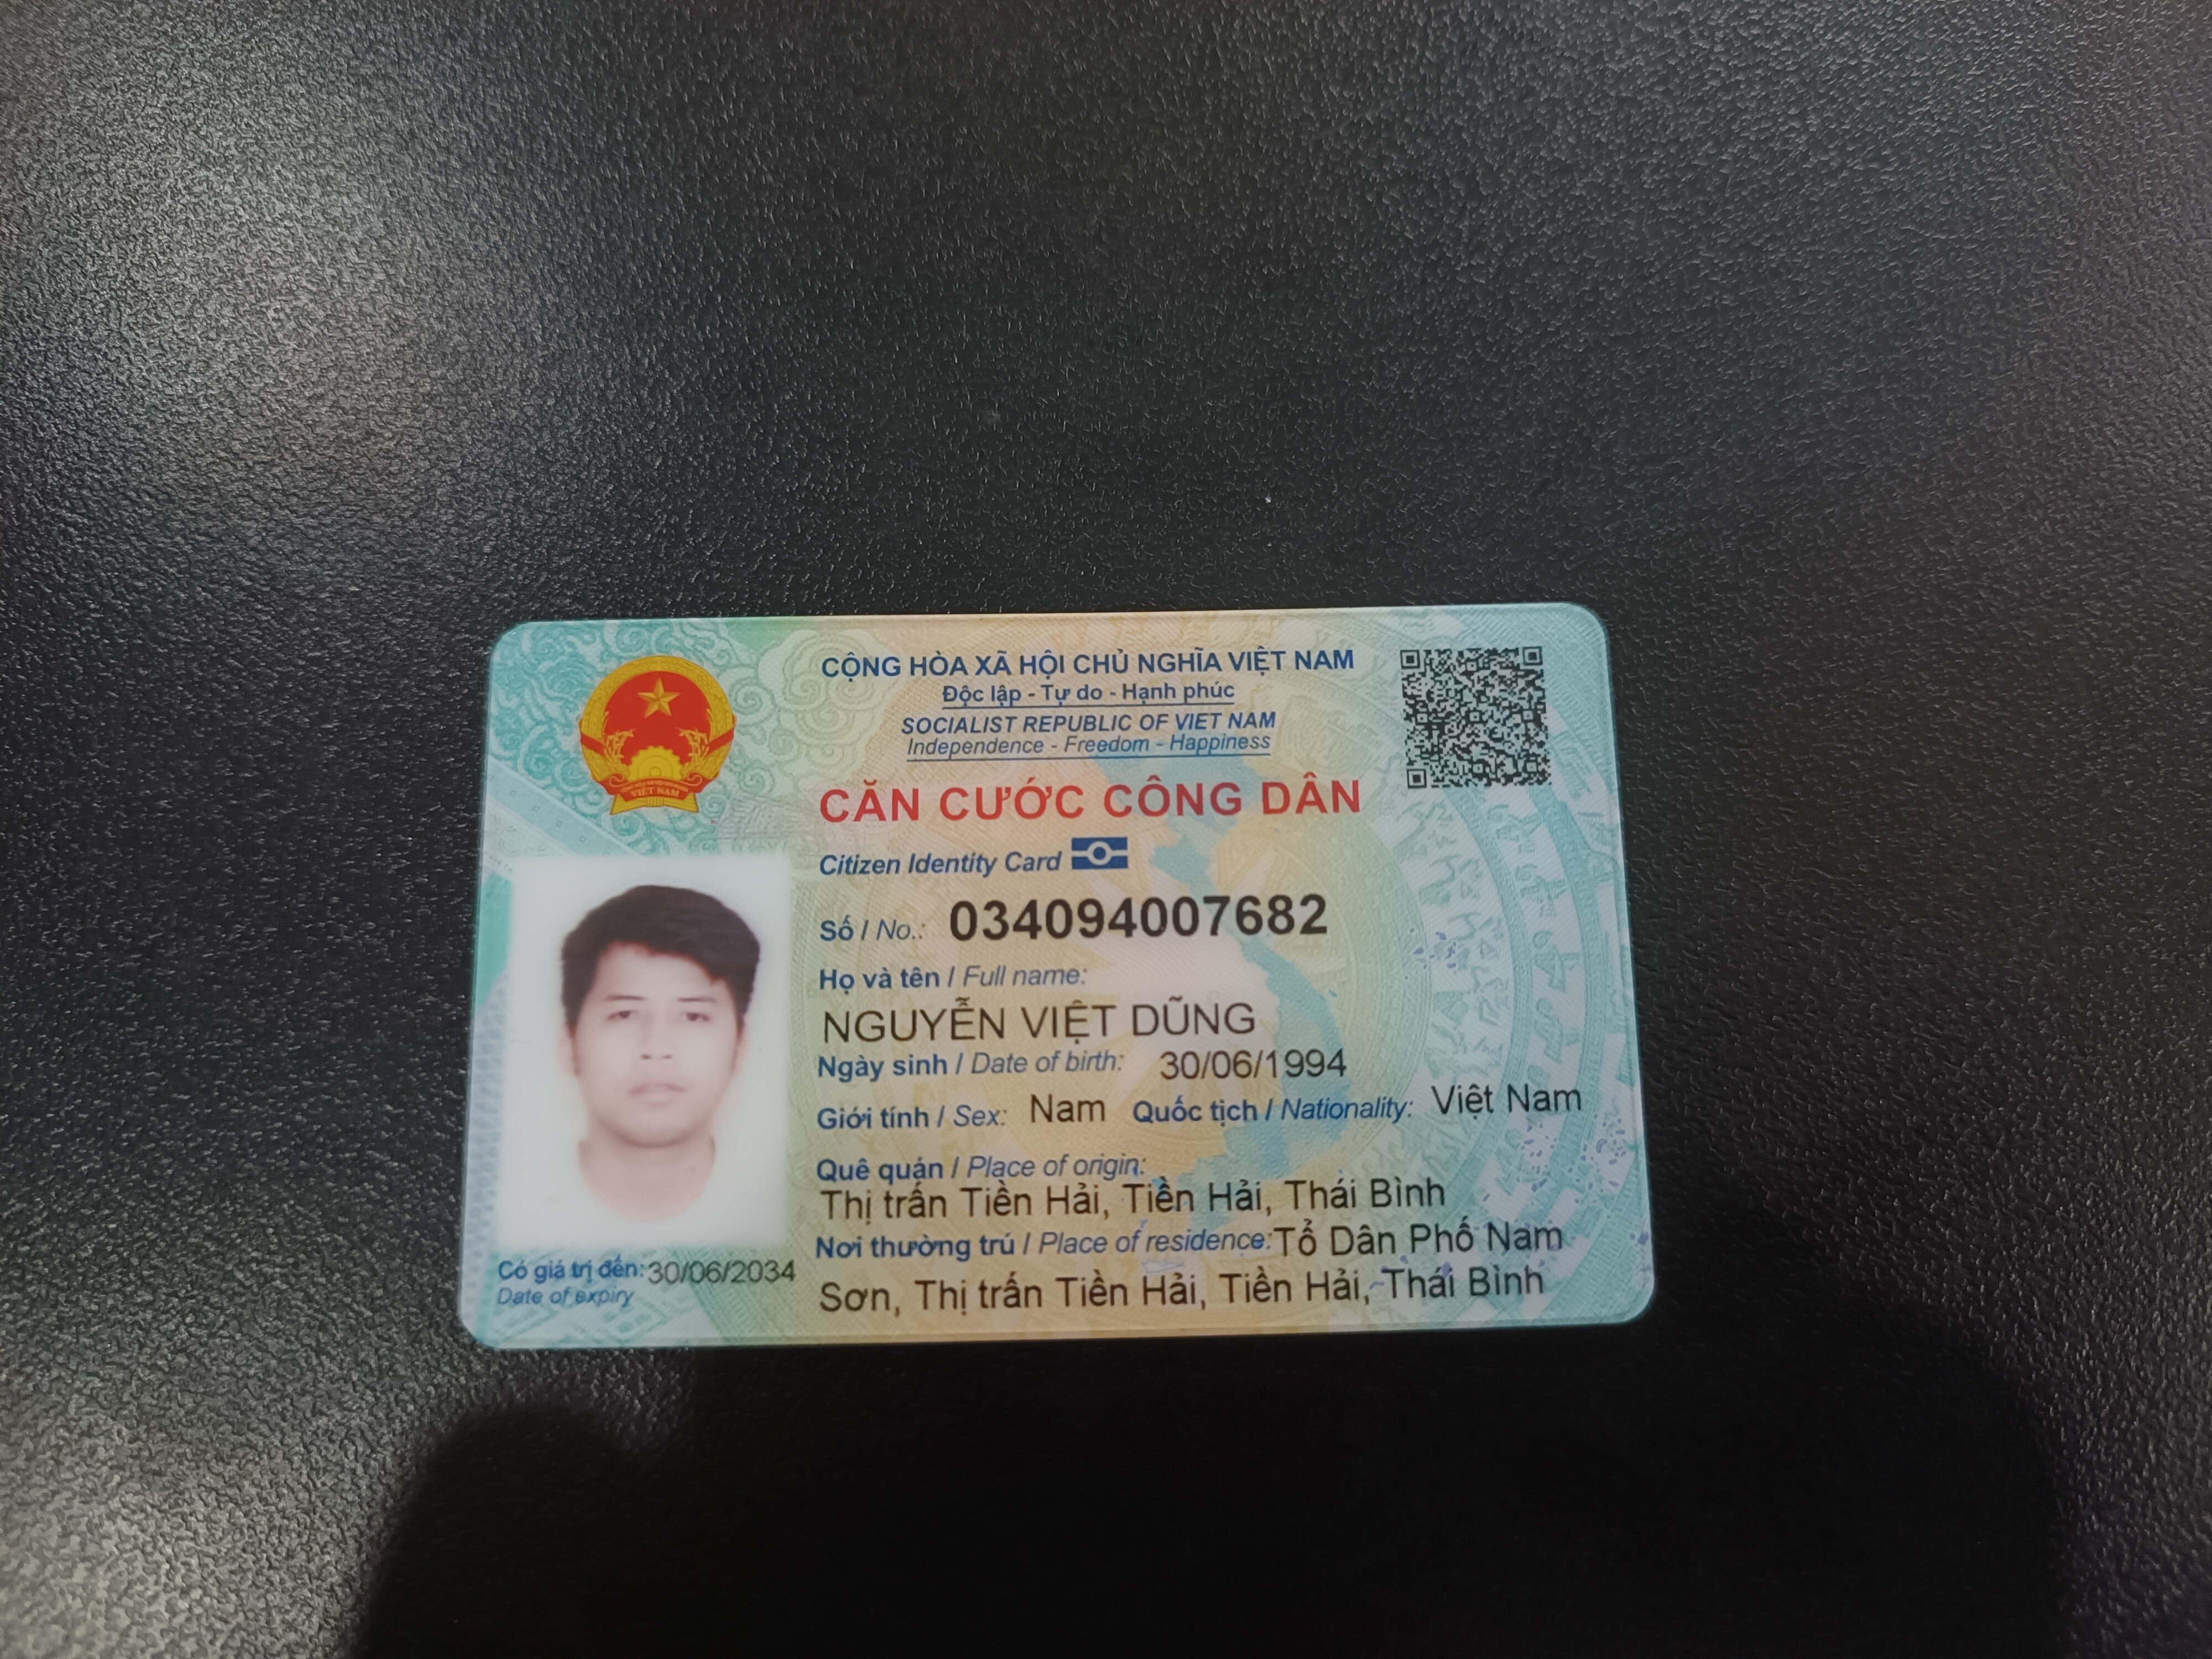 CỘNG HÒA XÃ HỘI CHỦ NGHĨA VIỆT NAM
Độc lập - Tự do - Hạnh phúc
SOCIALIST REPUBLIC OF VIET NAM
Independence - Freedom - Happiness
VIỆT NAM
CĂN CƯỚC CÔNG DÂN
Citizen Identity Card
Số / No.: 034094007682
Họ và tên / Full name:
NGUYỄN VIỆT DŨNG
Ngày sinh / Date of birth: 30/06/1994
Giới tính / Sex: Nam Quốc tịch / Nationality: Việt Nam
Quê quán / Place of origin:
Thị trấn Tiền Hải, Tiền Hải, Thái Bình
Nơi thường trú / Place of residence: Tổ Dân Phố Nam
Sơn, Thị trấn Tiền Hải, Tiền Hải, Thái Bình
Có giá trị đến: 30/06/2034
Date of expiry